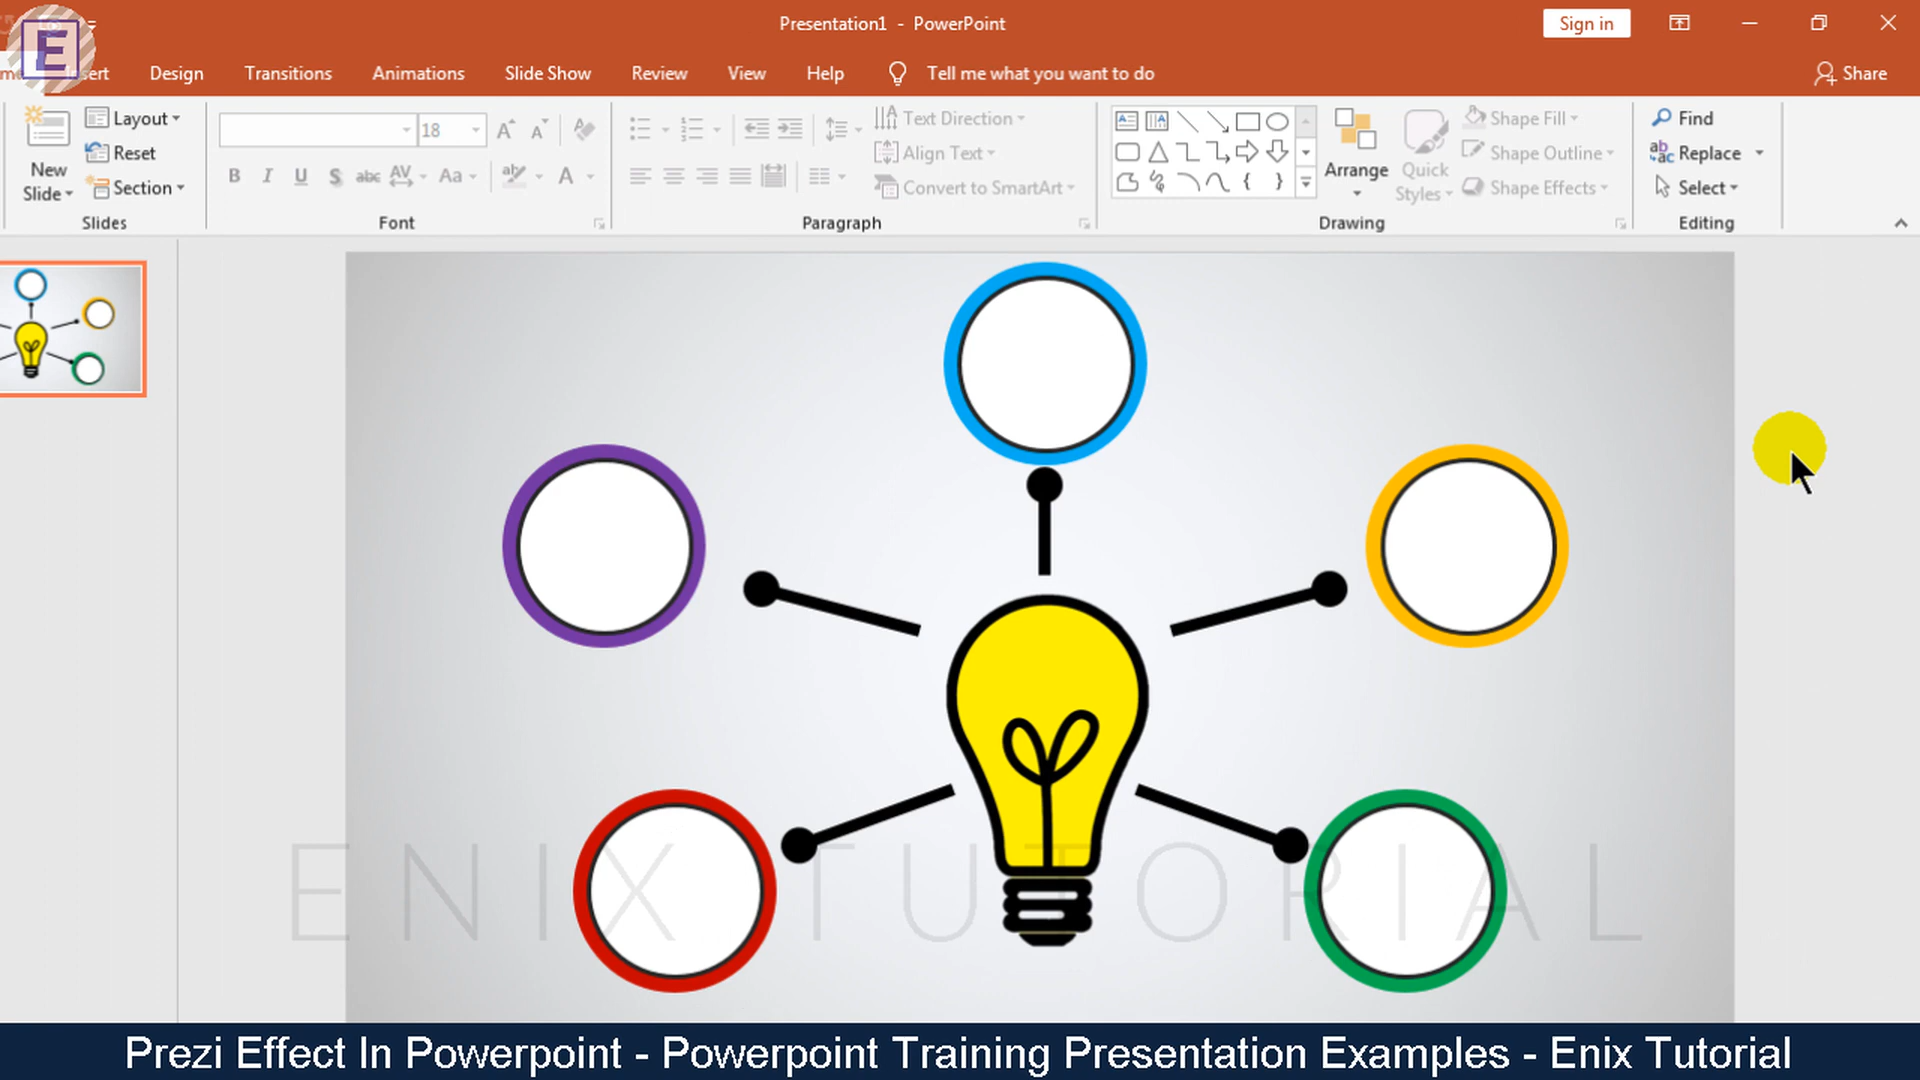 Presentation1 - PowerPoint
Sign in
E
Design Transitions Animations Slide Show Review View Help Tell me what you want to do Share
New Slide
Layout
Reset
Section
Slides
18
B I U S abc AV Aa A
Font
Text Direction
Align Text
Convert to SmartArt
Paragraph
Arrange
Quick Styles
Shape Fill
Shape Outline
Shape Effects
Drawing
Find
Replace
Select
Editing
ENIX TUTORIAL
Prezi Effect In Powerpoint - Powerpoint Training Presentation Examples - Enix Tutorial